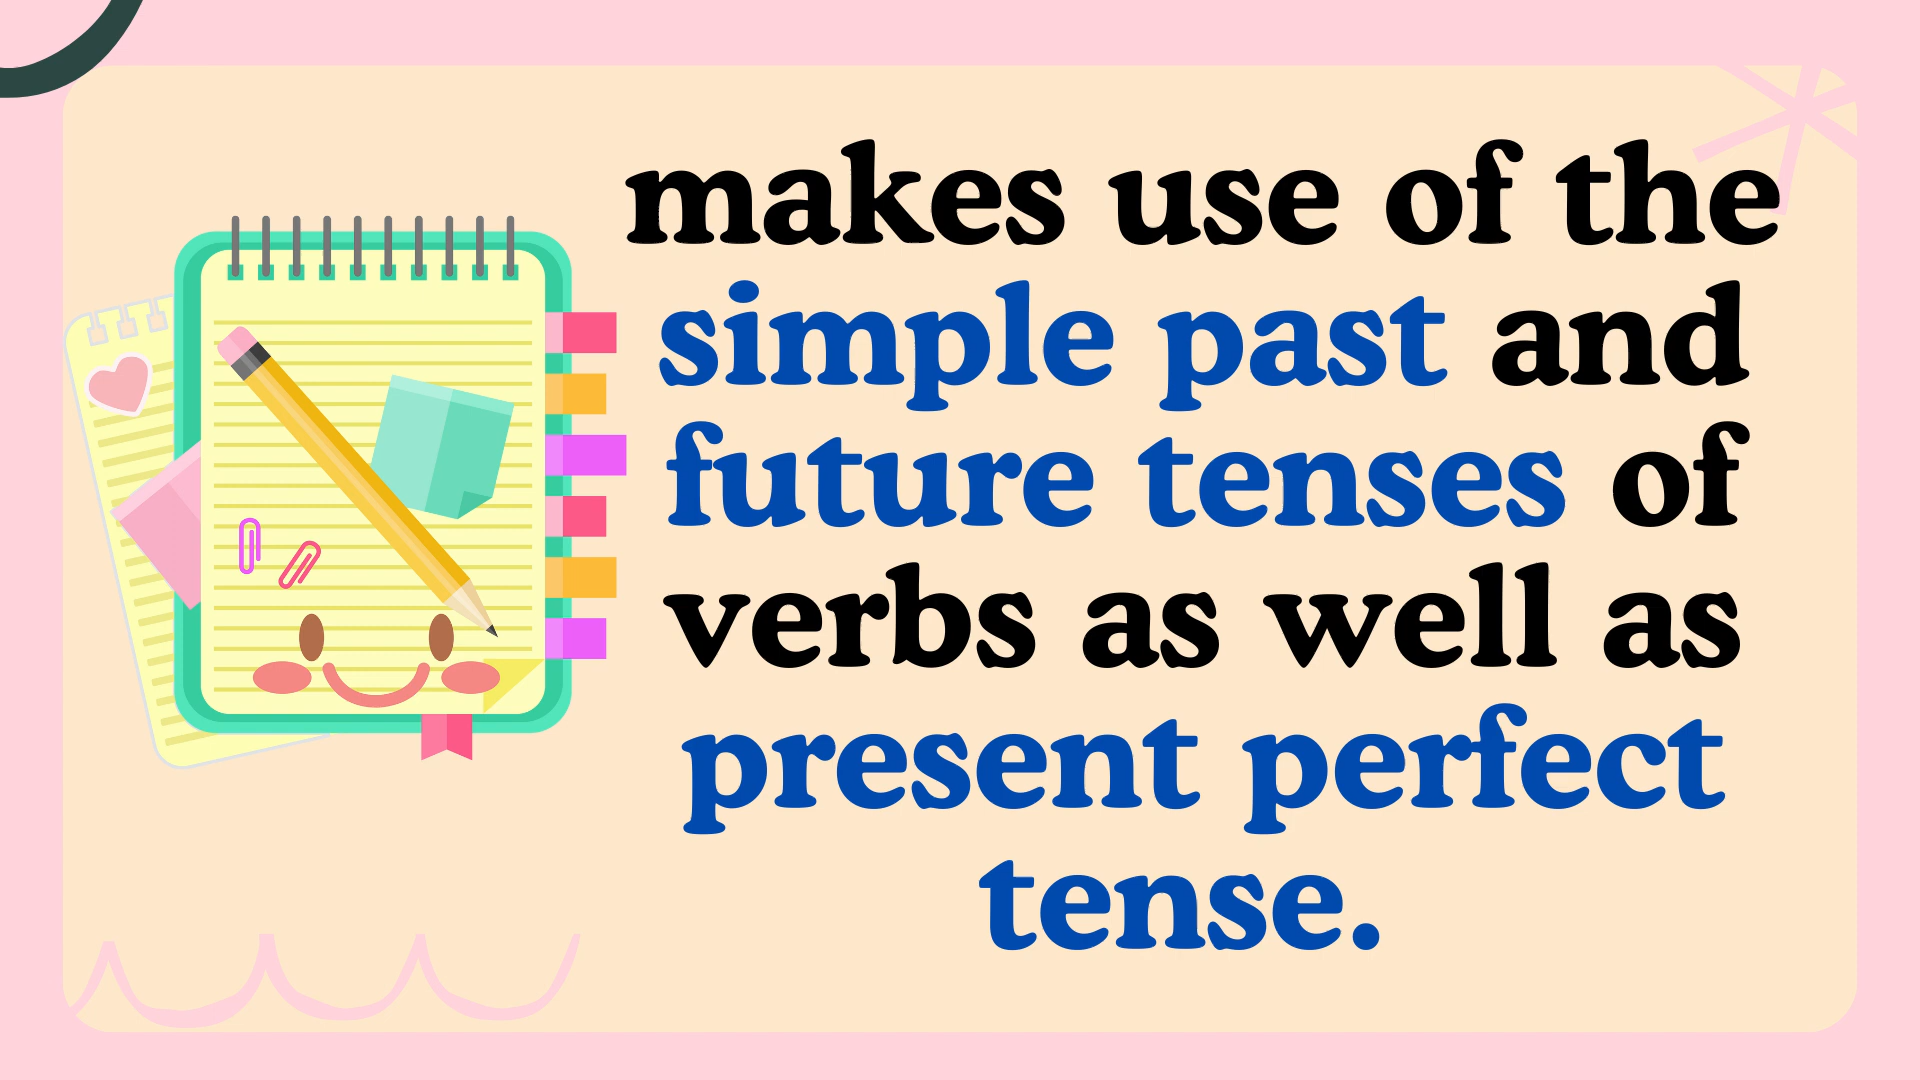 makes use of the
simple past and
future tenses of
verbs as well as
present perfect
tense.